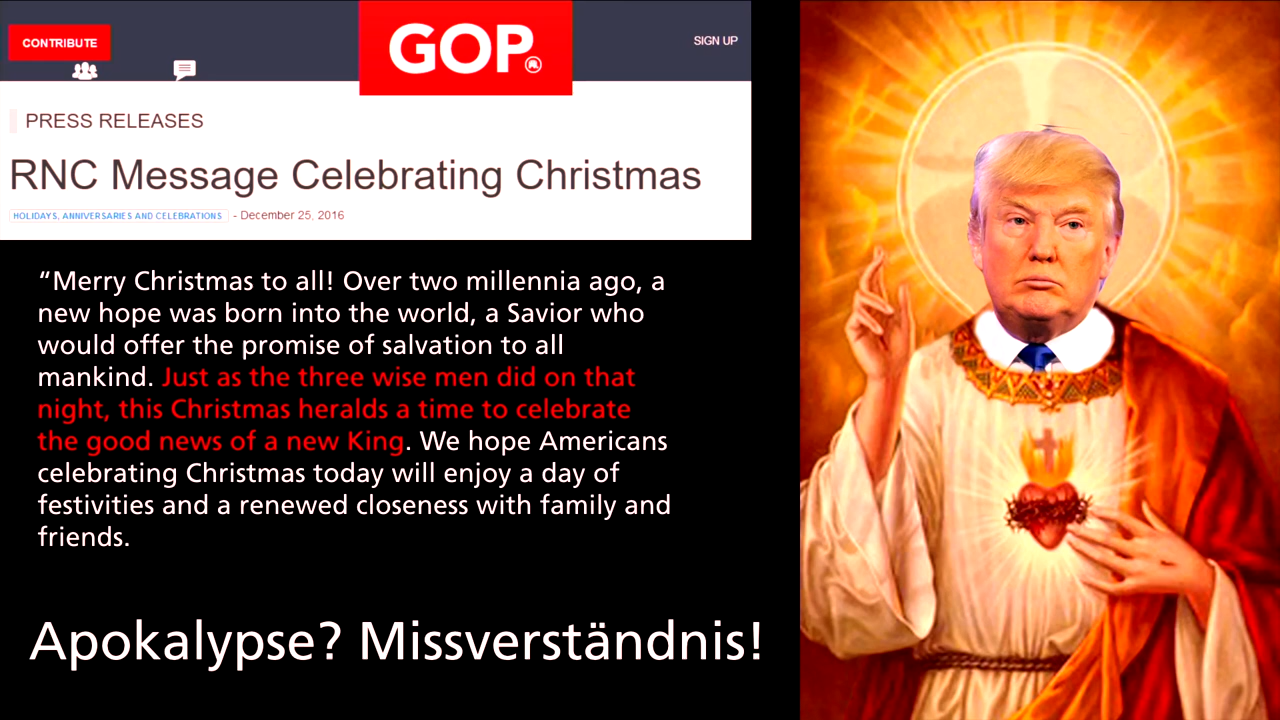 CONTRIBUTE
GOP
SIGN UP
PRESS RELEASES
RNC Message Celebrating Christmas
HOLIDAYS, ANNIVERSARIES AND CELEBRATIONS - December 25, 2016
“Merry Christmas to all! Over two millennia ago, a
new hope was born into the world, a Savior who
would offer the promise of salvation to all
mankind. Just as the three wise men did on that
night, this Christmas heralds a time to celebrate
the good news of a new King. We hope Americans
celebrating Christmas today will enjoy a day of
festivities and a renewed closeness with family and
friends.
Apokalypse? Missverständnis!